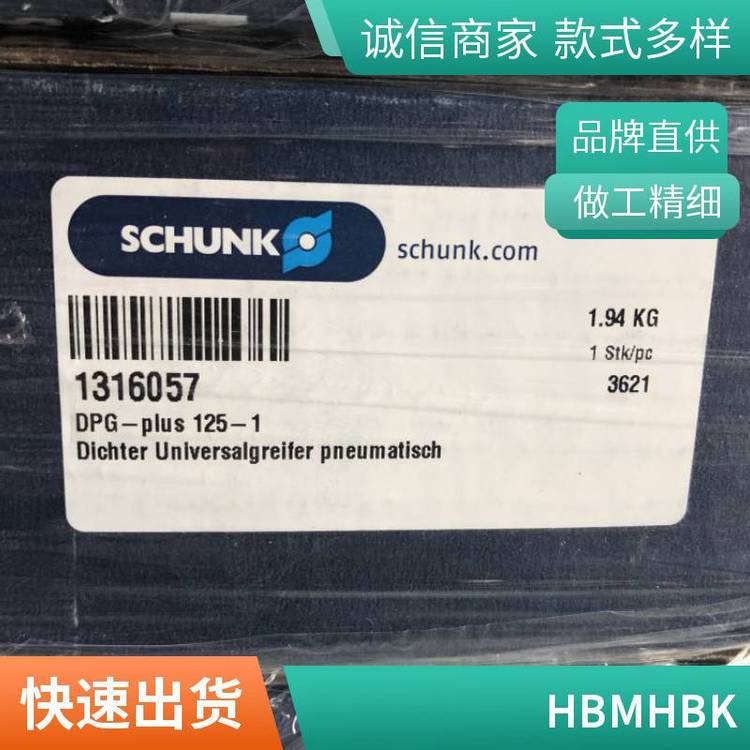 诚信商家 款式多样
品牌直供
做工精细
SCHUNK
schunk.com
1.94 KG
1 Stk/pc
1316057
3621
DPG-plus 125-1
Dichter Universalgreifer pneumatisch
快速出货
HBMHBK